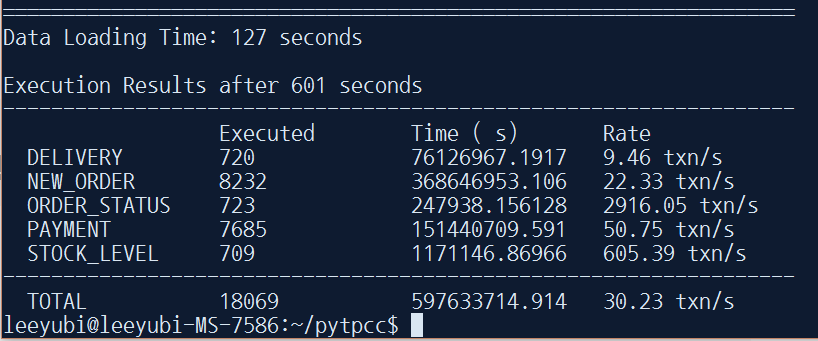 ==================================================================
Data Loading Time: 127 seconds
Execution Results after 601 seconds
------------------------------------------------------------------
Executed Time ( s) Rate
DELIVERY 720 76126967.1917 9.46 txn/s
NEW_ORDER 8232 368646953.106 22.33 txn/s
ORDER_STATUS 723 247938.156128 2916.05 txn/s
PAYMENT 7685 151440709.591 50.75 txn/s
STOCK_LEVEL 709 1171146.86966 605.39 txn/s
------------------------------------------------------------------
TOTAL 18069 597633714.914 30.23 txn/s
leeyubi@leeyubi-MS-7586:~/pytpcc$